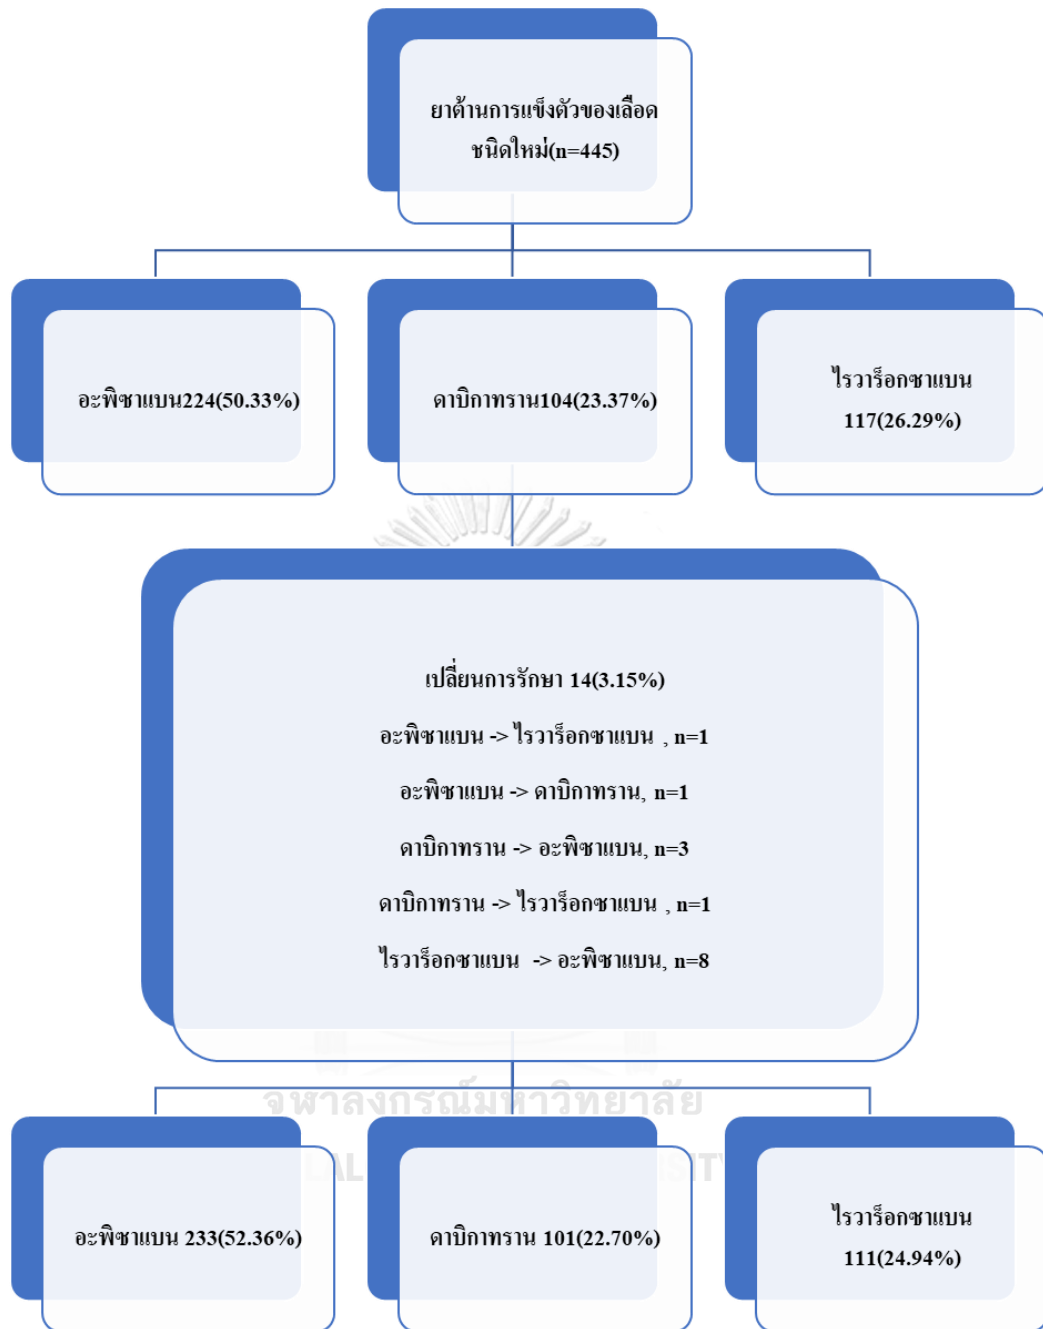 ยาต้านการแข็งตัวของเลือด
ชนิดใหม่(n=445)
อะพิซาแบน224(50.33%)
ดาบิกาทราน104(23.37%)
ไรวาร็อกซาแบน
117(26.29%)
เปลี่ยนการรักษา 14(3.15%)
อะพิซาแบน -> ไรวาร็อกซาแบน , n=1
อะพิซาแบน -> ดาบิกาทราน, n=1
ดาบิกาทราน -> อะพิซาแบน, n=3
ดาบิกาทราน -> ไรวาร็อกซาแบน , n=1
ไรวาร็อกซาแบน -> อะพิซาแบน, n=8
จุฬาลงกรณ์มหาวิทยาลัย
อะพิซาแบน 233(52.36%)
ดาบิกาทราน 101(22.70%)
ไรวาร็อกซาแบน
111(24.94%)